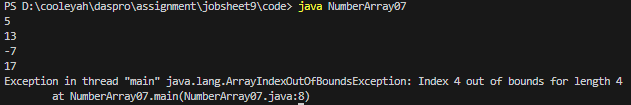 PS D:\cooleyah\daspro\assignment\jobsheet9\code> java NumberArray07
5
13
-7
17
Exception in thread "main" java.lang.ArrayIndexOutOfBoundsException: Index 4 out of bounds for length 4
        at NumberArray07.main(NumberArray07.java:8)